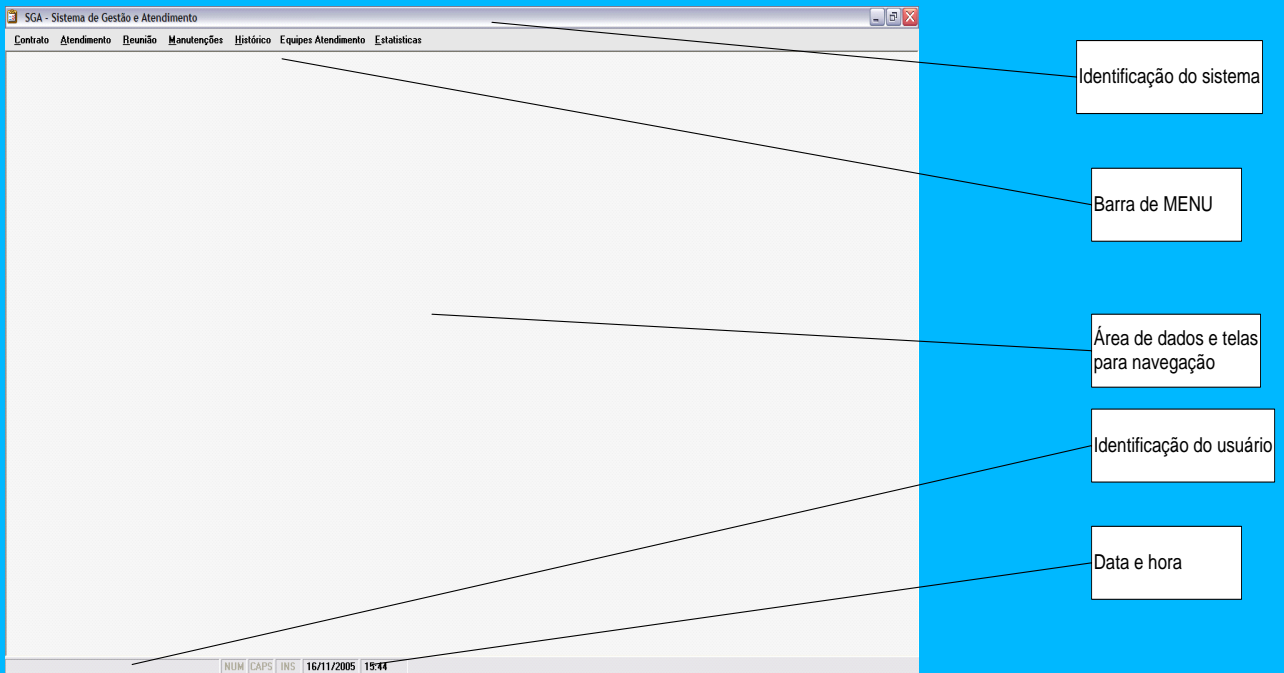 SGA - Sistema de Gestão e Atendimento
Contrato Atendimento Reunião Manutenções Histórico Equipes Atendimento Estatisticas
Identificação do sistema
Barra de MENU
Área de dados e telas
para navegação
Identificação do usuário
Data e hora
NUM CAPS INS 16/11/2005 15:44